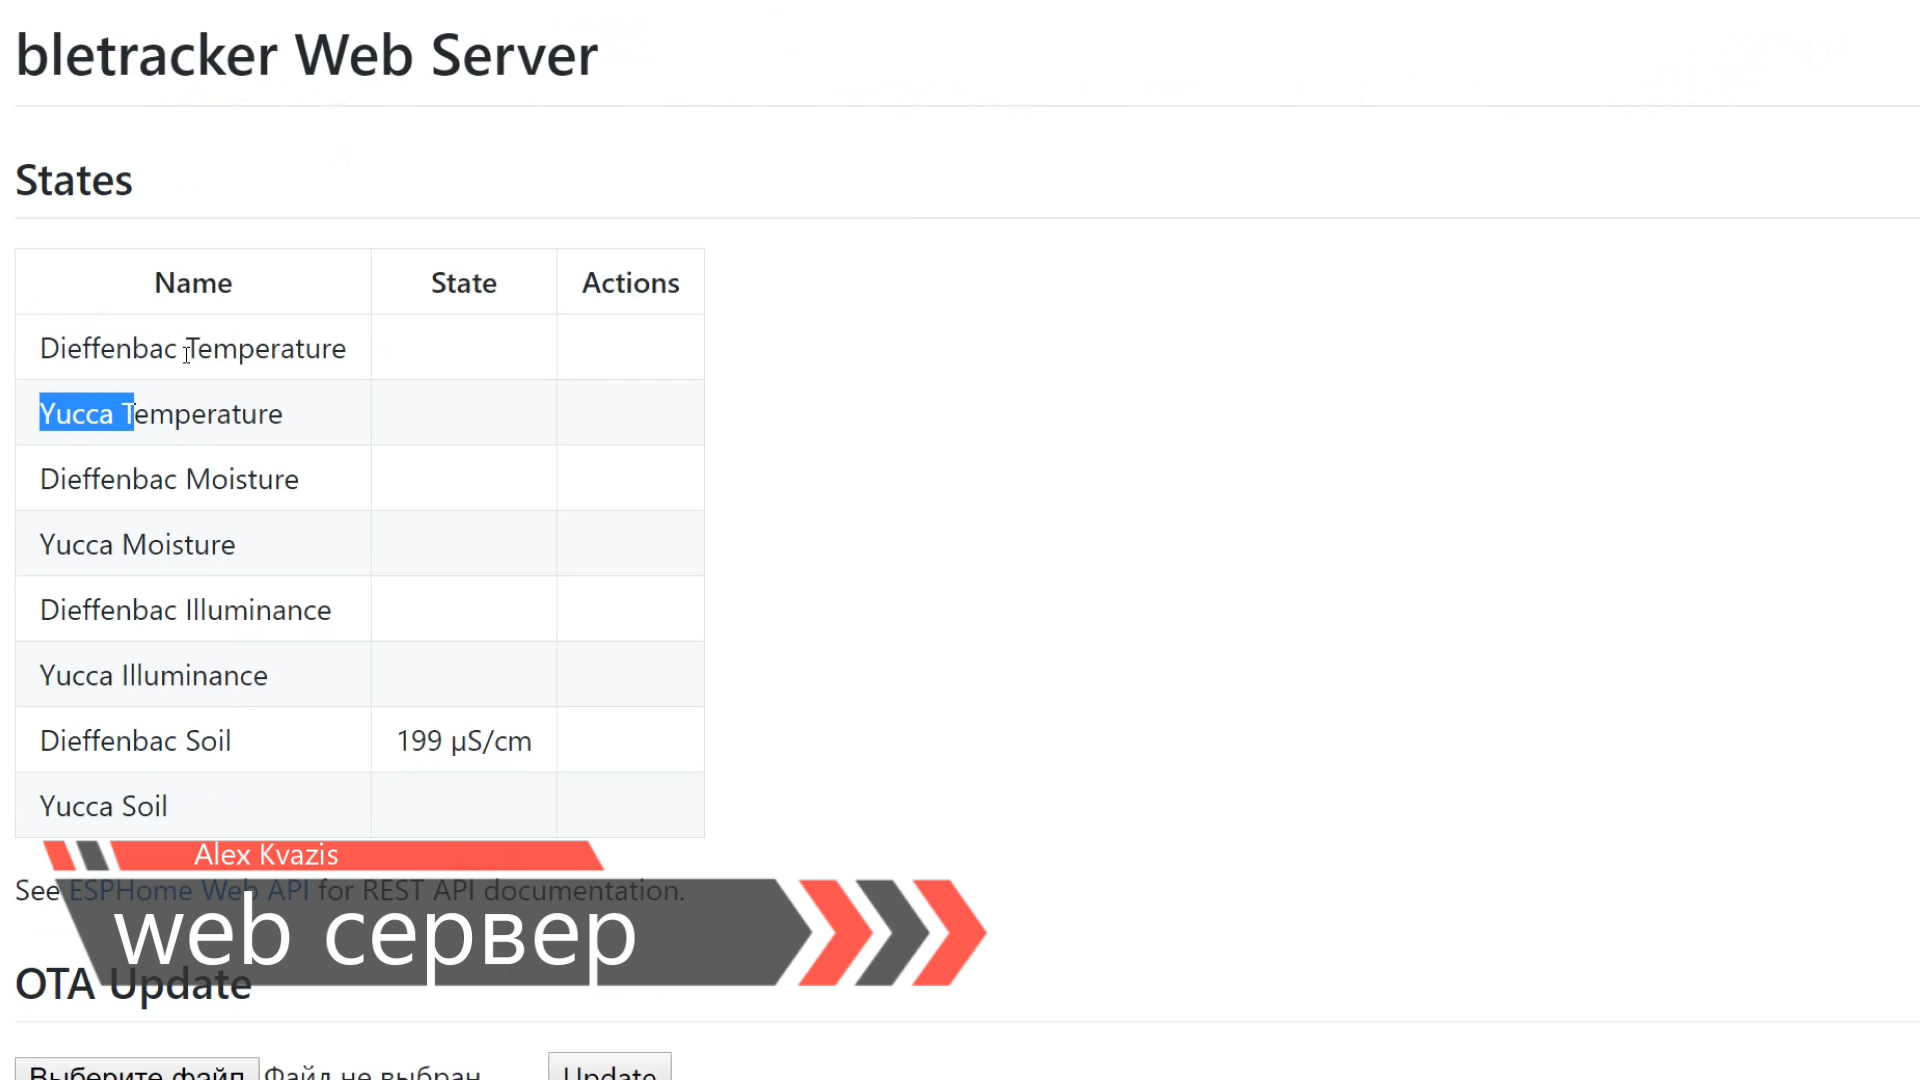 bletracker Web Server
States
Name State Actions
Dieffenbac Temperature
Yucca Temperature
Dieffenbac Moisture
Yucca Moisture
Dieffenbac Illuminance
Yucca Illuminance
Dieffenbac Soil 199 µS/cm
Yucca Soil
Alex Kvazis
See ESPHome Web API for REST API documentation.
web сервер
OTA Update
Выберите файл Файл не выбран Update